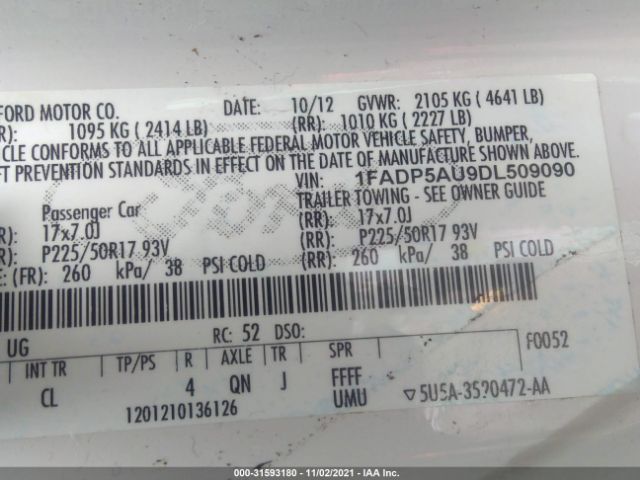 FORD MOTOR CO. DATE: 10/12 GVWR: 2105 KG ( 4641 LB)
R): 1095 KG ( 2414 LB) (RR): 1010 KG ( 2227 LB)
CLE CONFORMS TO ALL APPLICABLE FEDERAL MOTOR VEHICLE SAFETY, BUMPER,
FT PREVENTION STANDARDS IN EFFECT ON THE DATE OF MANUFACTURE SHOWN ABOVE.
VIN: 1FADP5AU9DL509090
Passenger Car TRAILER TOWING - SEE OWNER GUIDE
R): 17x7.0J (RR): 17x7.0J
R): P225/50R17 93V (RR): P225/50R17 93V
E: (FR): 260 kPa/ 38 PSI COLD (RR): 260 kPa/ 38 PSI COLD
UG RC: 52 DSO:
F0052
INT TR TP/PS R AXLE TR SPR
CL 4 QN J FFFF
1201210136126 UMU
000-31593180 - 11/02/2021 - IAA Inc.